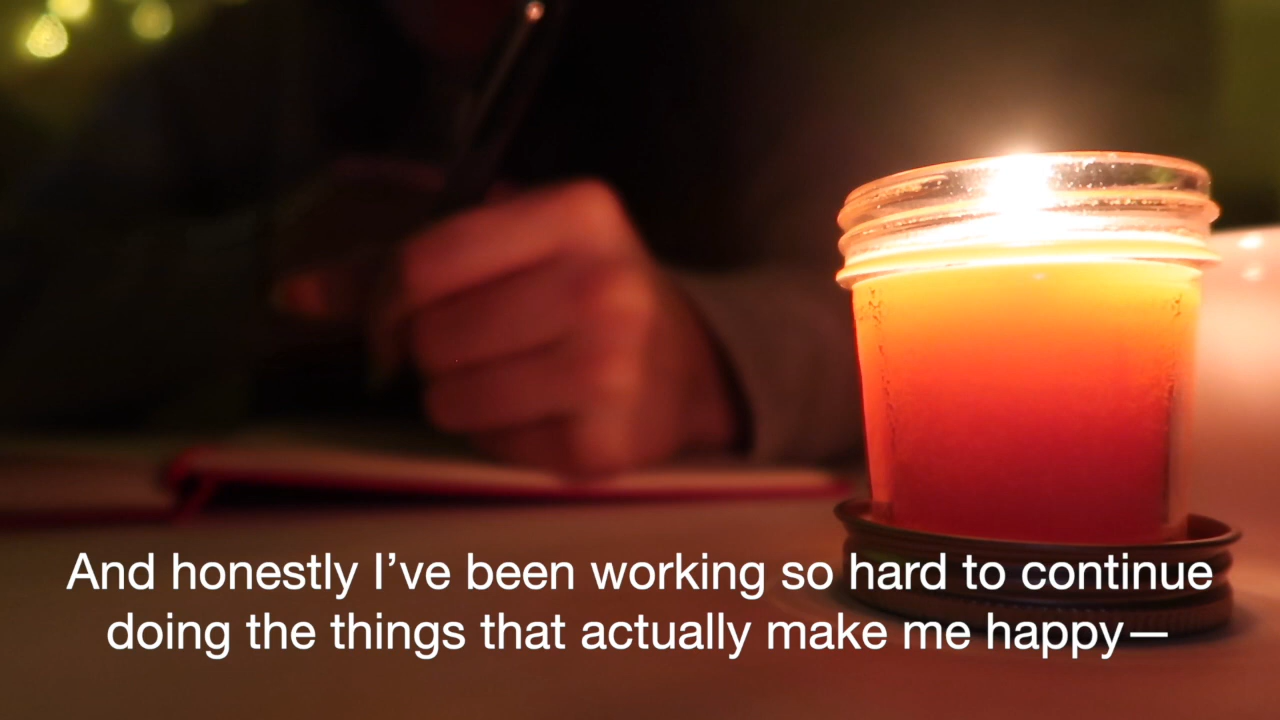 And honestly I’ve been working so hard to continue
doing the things that actually make me happy—